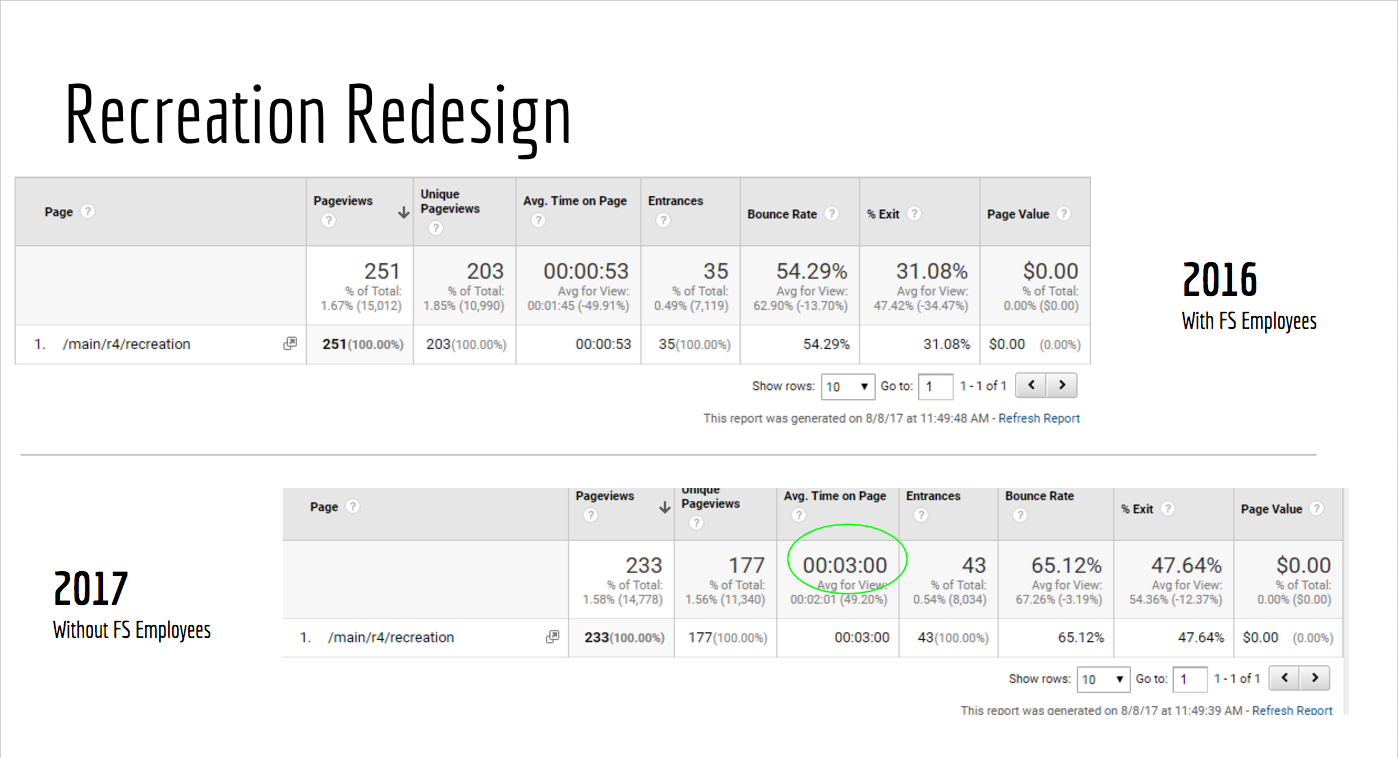 Recreation Redesign
Page ? Pageviews ? Unique Pageviews ? Avg. Time on Page ? Entrances ? Bounce Rate ? % Exit ? Page Value ?
251 203 00:00:53 35 54.29% 31.08% $0.00
% of Total: % of Total: Avg for View: % of Total: Avg for View: Avg for View: % of Total:
1.67% (15,012) 1.85% (10,990) 00:01:45 (-49.91%) 0.49% (7,119) 62.90% (-13.70%) 47.42% (-34.47%) 0.00% ($0.00)
1. /main/r4/recreation 251(100.00%) 203(100.00%) 00:00:53 35(100.00%) 54.29% 31.08% $0.00 (0.00%)
Show rows: 10 Go to: 1 1 - 1 of 1
This report was generated on 8/8/17 at 11:49:48 AM - Refresh Report
2016
With FS Employees
2017
Without FS Employees
Page ? Pageviews ? Unique Pageviews ? Avg. Time on Page ? Entrances ? Bounce Rate ? % Exit ? Page Value ?
233 177 00:03:00 43 65.12% 47.64% $0.00
% of Total: % of Total: Avg for View: % of Total: Avg for View: Avg for View: % of Total:
1.58% (14,778) 1.56% (11,340) 00:02:01 (49.20%) 0.54% (8,034) 67.26% (-3.19%) 54.36% (-12.37%) 0.00% ($0.00)
1. /main/r4/recreation 233(100.00%) 177(100.00%) 00:03:00 43(100.00%) 65.12% 47.64% $0.00 (0.00%)
Show rows: 10 Go to: 1 1 - 1 of 1
This report was generated on 8/8/17 at 11:49:39 AM - Refresh Report